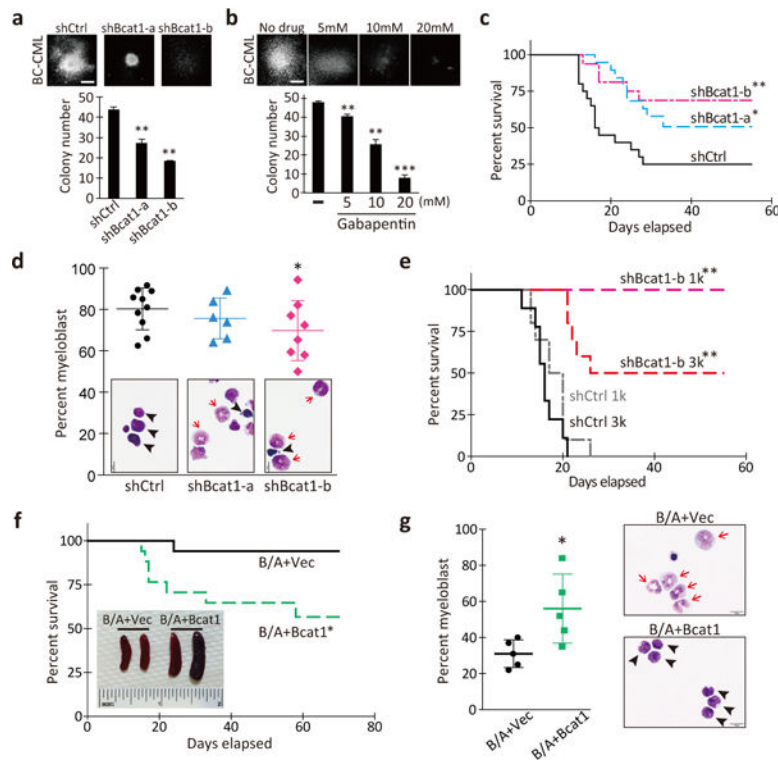 a
shCtrl shBcat1-a shBcat1-b
BC-CML
Colony number
50
40
30
20
10
0
**
**
shCtrl
shBcat1-a
shBcat1-b
b
No drug 5mM 10mM 20mM
BC-CML
Colony number
50
40
30
20
10
0
**
**
***
5 10 20 (mM)
Gabapentin
c
Percent survival
100
75
50
25
0
shBcat1-b**
shBcat1-a*
shCtrl
0 20 40 60
Days elapsed
d
Percent myeloblast
100
80
60
40
20
0
*
shCtrl shBcat1-a shBcat1-b
e
Percent survival
100
75
50
25
0
shBcat1-b 1k**
shBcat1-b 3k**
shCtrl 1k
shCtrl 3k
0 20 40 60
Days elapsed
f
Percent survival
100
75
50
25
0
B/A+Vec
B/A+Bcat1*
B/A+Vec B/A+Bcat1
0 20 40 60 80
Days elapsed
g
Percent myeloblast
100
80
60
40
20
0
*
B/A+Vec
B/A+Bcat1
B/A+Vec
B/A+Bcat1